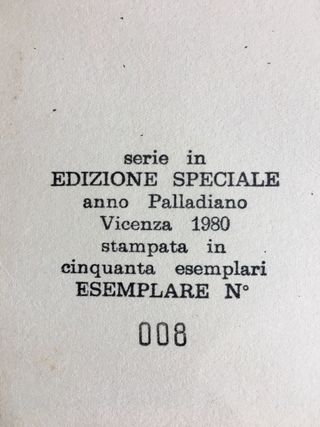 serie in
EDIZIONE SPECIALE
anno Palladiano
Vicenza 1980
stampata in
cinquanta esemplari
ESEMPLARE N°
008